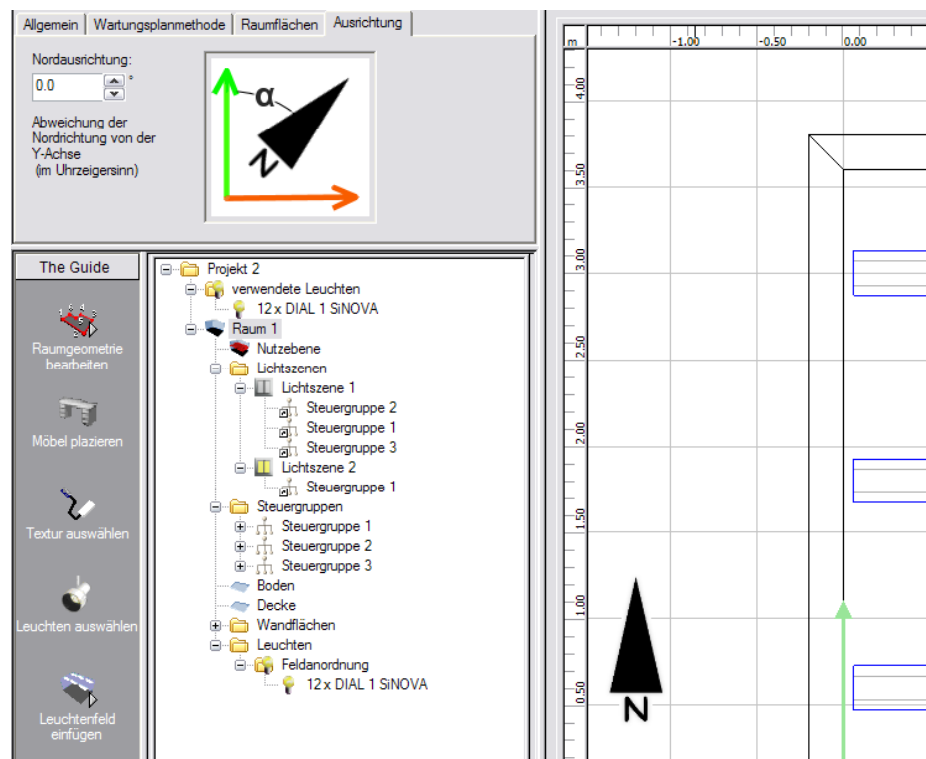 Allgemein Wartungsplanmethode Raumflächen Ausrichtung
Nordausrichtung:
0.0 °
Abweichung der
Nordrichtung von der
Y-Achse
(im Uhrzeigersinn)
α
N
The Guide
Raumgeometrie
bearbeiten
Möbel plazieren
Textur auswählen
Leuchten auswählen
Leuchtenfeld
einfügen
Projekt 2
verwendete Leuchten
12 x DIAL 1 SiNOVA
Raum 1
Nutzebene
Lichtszenen
Lichtszene 1
Steuergruppe 2
Steuergruppe 1
Steuergruppe 3
Lichtszene 2
Steuergruppe 1
Steuergruppen
Steuergruppe 1
Steuergruppe 2
Steuergruppe 3
Boden
Decke
Wandflächen
Leuchten
Feldanordnung
12 x DIAL 1 SiNOVA
m -1.00 -0.50 0.00
4.00
3.50
3.00
2.50
2.00
1.50
1.00
0.50
N